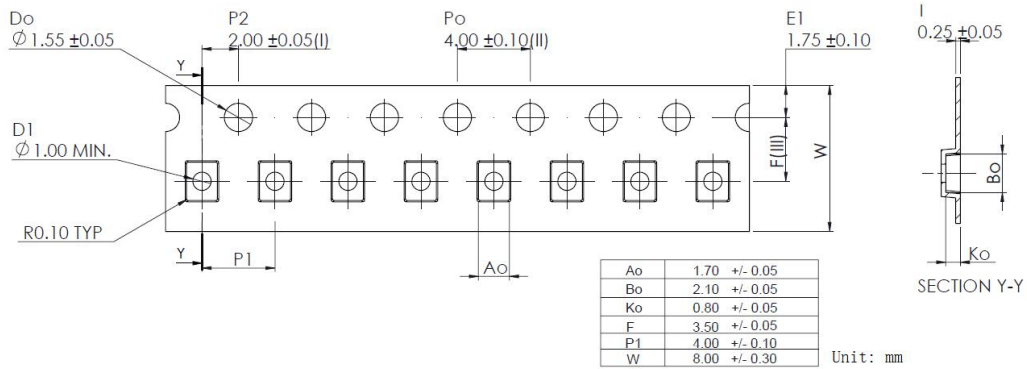 Do
Ø 1.55 ±0.05
P2
2.00 ±0.05(I)
Po
4.00 ±0.10(II)
E1
1.75 ±0.10
I
0.25 ±0.05
Y
D1
Ø 1.00 MIN.
F(III)
W
Bo
R0.10 TYP
Y
P1
Ao
Ko
SECTION Y-Y
Ao 1.70 +/- 0.05
Bo 2.10 +/- 0.05
Ko 0.80 +/- 0.05
F 3.50 +/- 0.05
P1 4.00 +/- 0.10
W 8.00 +/- 0.30
Unit: mm